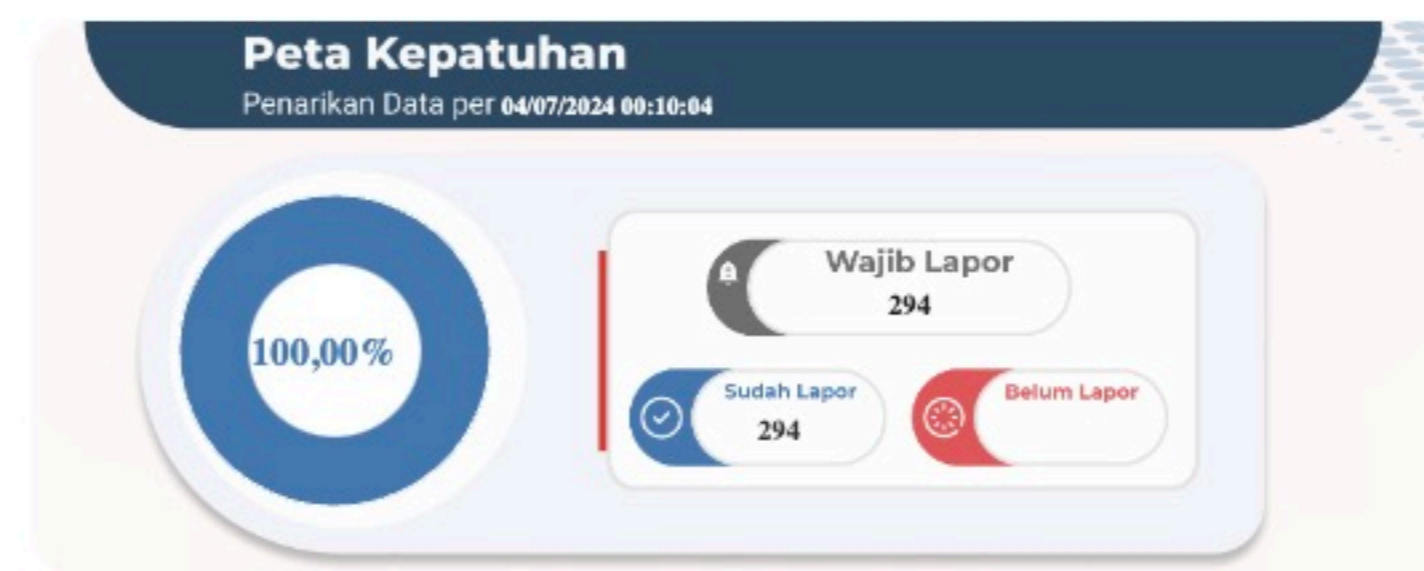 Peta Kepatuhan
Penarikan Data per 04/07/2024 00:10:04
100,00%
Wajib Lapor
294
Sudah Lapor
294
Belum Lapor